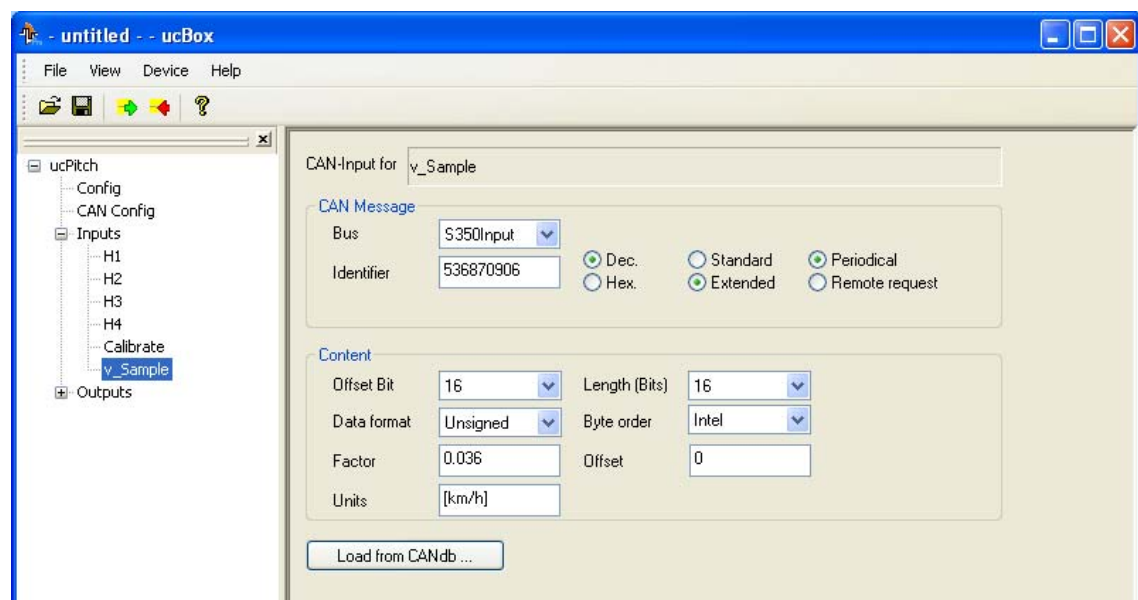 - untitled - - ucBox
File View Device Help
ucPitch
Config
CAN Config
Inputs
H1
H2
H3
H4
Calibrate
v_Sample
Outputs
CAN-Input for v_Sample
CAN Message
Bus S350Input
Identifier 536870906 Dec. Standard Periodical
Hex. Extended Remote request
Content
Offset Bit 16 Length (Bits) 16
Data format Unsigned Byte order Intel
Factor 0.036 Offset 0
Units [km/h]
Load from CANdb ...